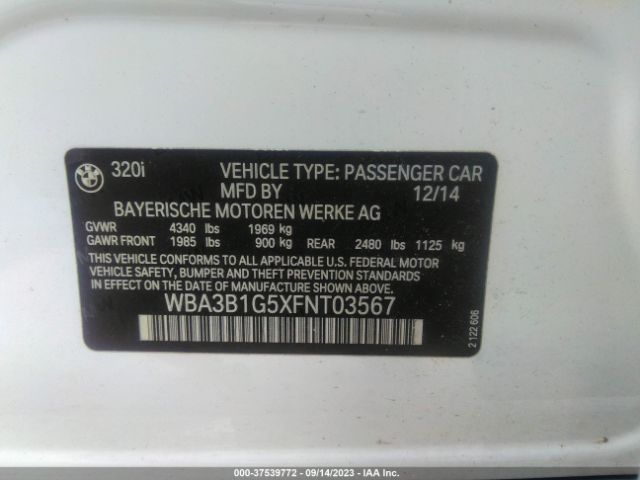 BMW
320i VEHICLE TYPE: PASSENGER CAR
MFD BY 12/14
BAYERISCHE MOTOREN WERKE AG
GVWR 4340 lbs 1969 kg
GAWR FRONT 1985 lbs 900 kg REAR 2480 lbs 1125 kg
THIS VEHICLE CONFORMS TO ALL APPLICABLE U.S. FEDERAL MOTOR
VEHICLE SAFETY, BUMPER AND THEFT PREVENTION STANDARDS IN
EFFECT ON THE DATE OF MANUFACTURE SHOWN ABOVE.
WBA3B1G5XFNT03567
2 122 606
000-37539772 - 09/14/2023 - IAA Inc.